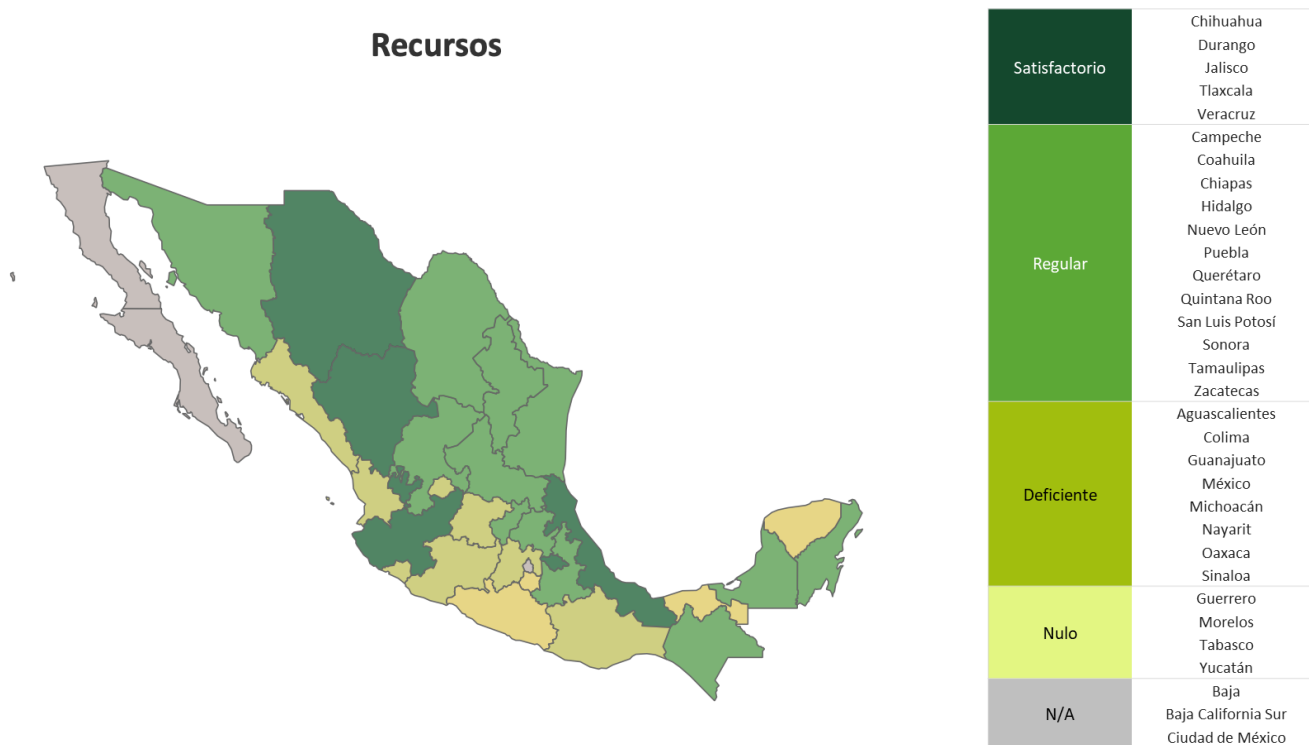 Recursos
Satisfactorio
Chihuahua
Durango
Jalisco
Tlaxcala
Veracruz
Regular
Campeche
Coahuila
Chiapas
Hidalgo
Nuevo León
Puebla
Querétaro
Quintana Roo
San Luis Potosí
Sonora
Tamaulipas
Zacatecas
Deficiente
Aguascalientes
Colima
Guanajuato
México
Michoacán
Nayarit
Oaxaca
Sinaloa
Nulo
Guerrero
Morelos
Tabasco
Yucatán
N/A
Baja
Baja California Sur
Ciudad de México